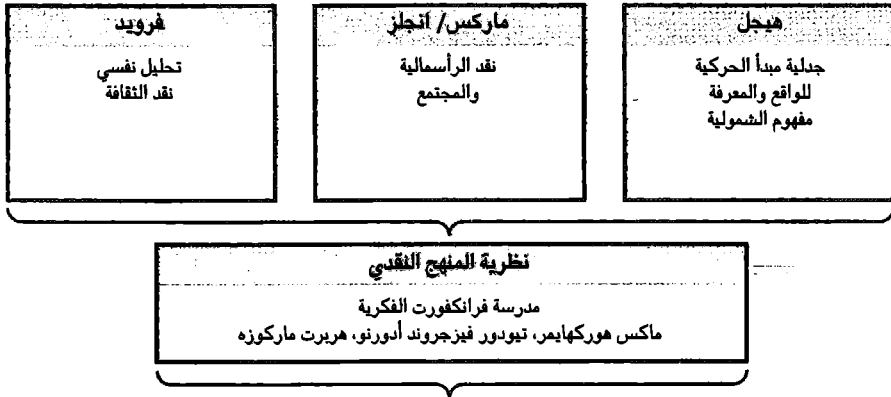 هيجل
جدلية مبدأ الحركية
للواقع والمعرفة
مفهوم الشمولية
ماركس/ انجلز
نقد الرأسمالية
والمجتمع
فرويد
تحليل نفسي
نقد الثقافة
نظرية المنهج النقدي
مدرسة فرانكفورت الفكرية
ماكس هوركهايمر، تيودور فيزجروند أدورنو، هربرت ماركوزه